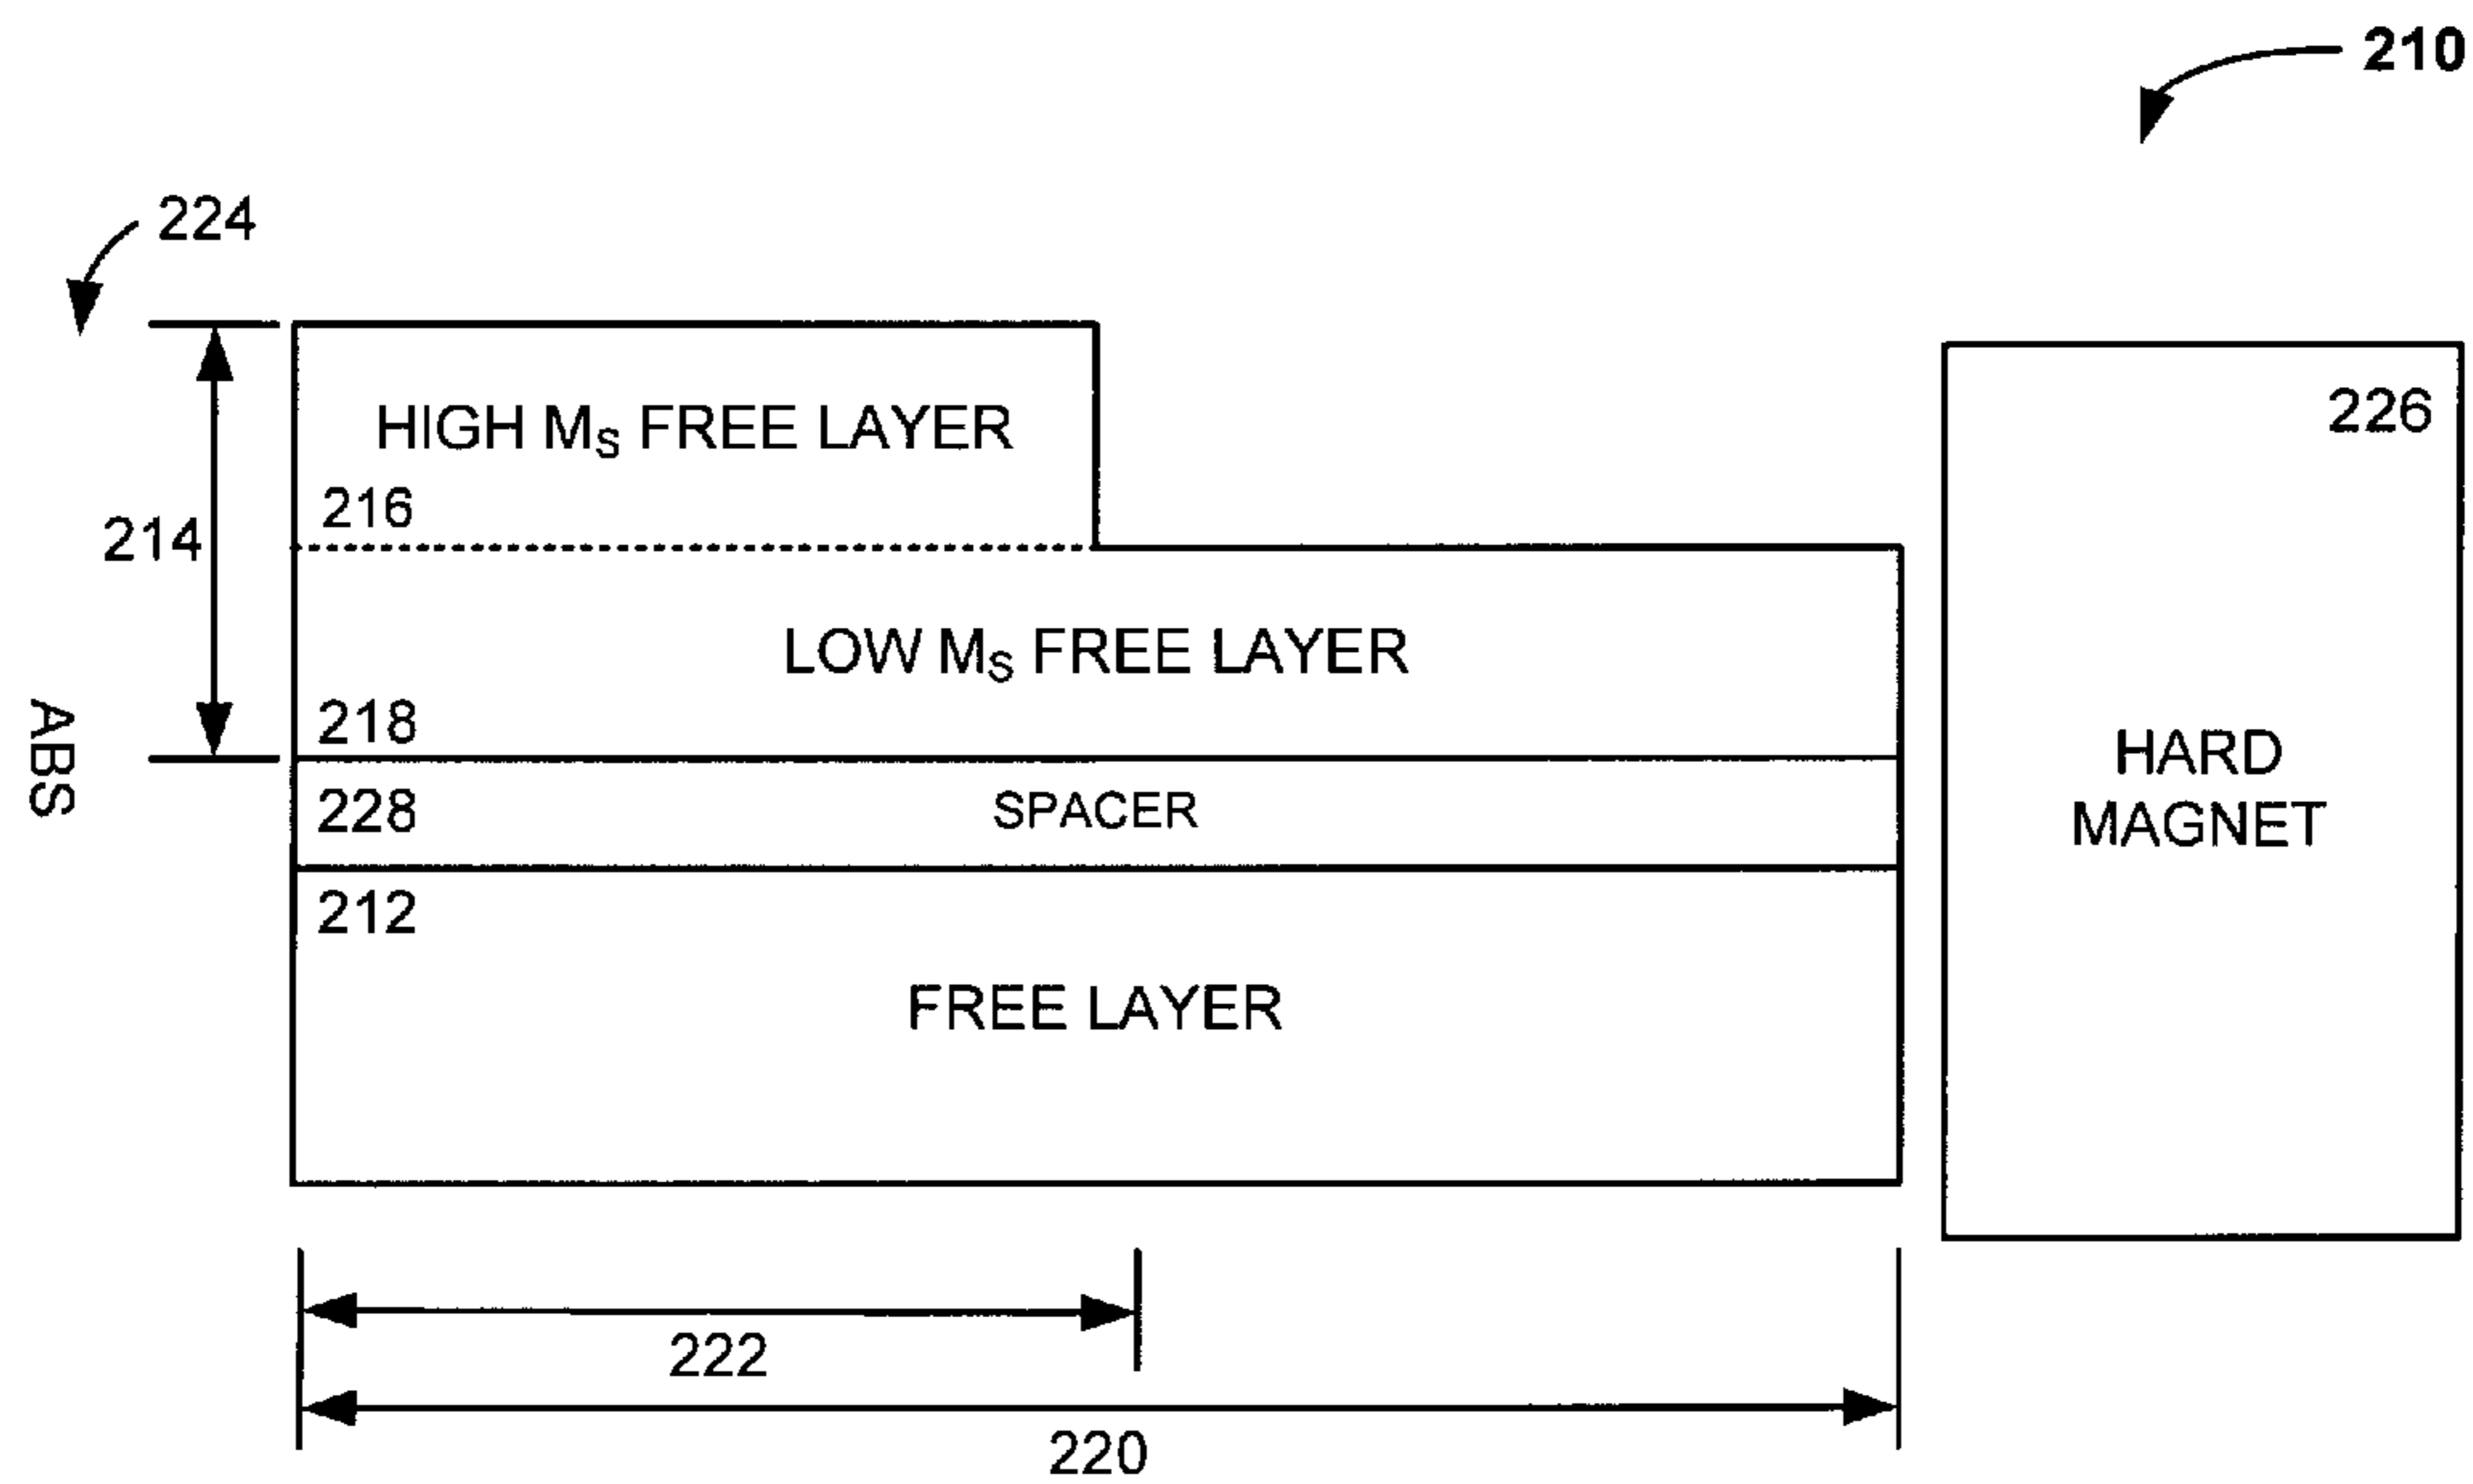 210
224
226
HIGH MS FREE LAYER
216
214
LOW MS FREE LAYER
218
ABS
HARD
MAGNET
228
SPACER
212
FREE LAYER
222
220